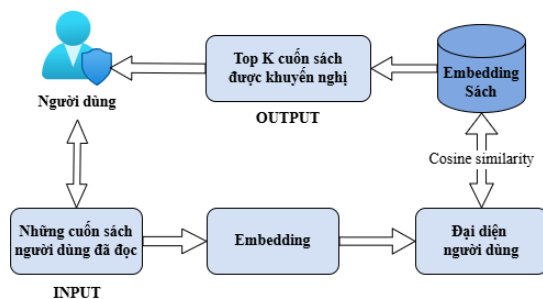 Top K cuốn sách
được khuyến nghị
OUTPUT
Embedding
Sách
Người dùng
Cosine similarity
Những cuốn sách
người dùng đã đọc
INPUT
Embedding
Đại diện
người dùng